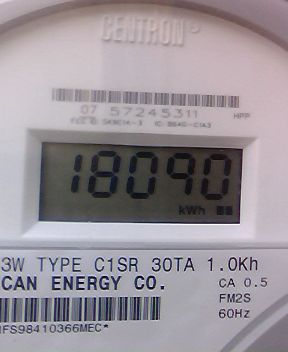 CENTRON®
07 57245311 HPP
18090
kWh
3W TYPE C1SR 30TA 1.0Kh
CAN ENERGY CO.
CA 0.5
FM2S
60Hz
IFS98410366MEC*